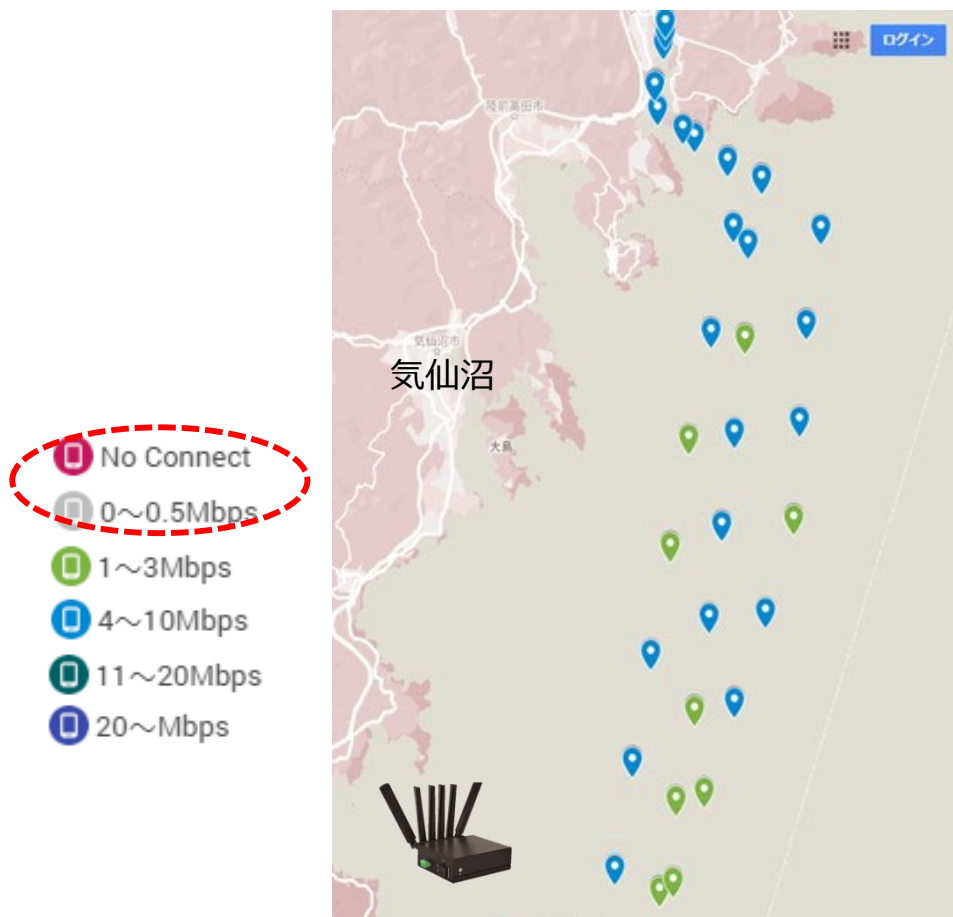 ログイン
陸前高田市
気仙沼市
気仙沼
大島
No Connect
0～0.5Mbps
1～3Mbps
4～10Mbps
11～20Mbps
20～Mbps